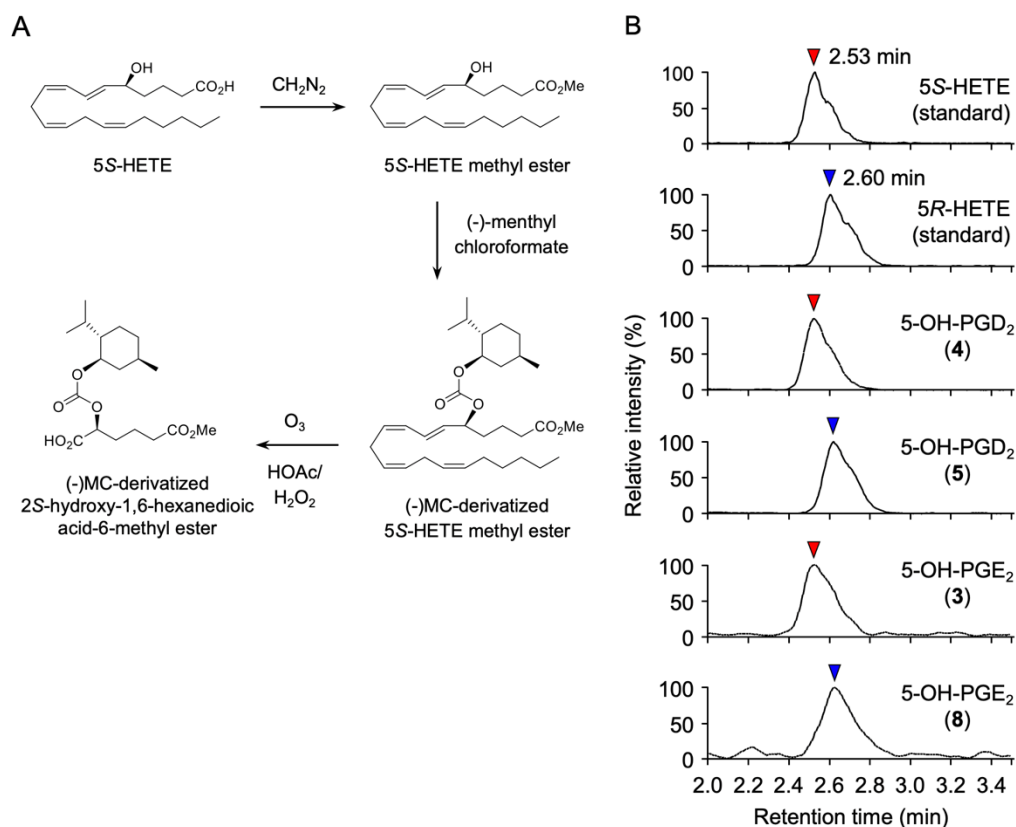 A
OH
CO₂H
5S-HETE
CH₂N₂
OH
CO₂Me
5S-HETE methyl ester
(-)-menthyl
chloroformate
O
O
O
CO₂Me
(-)MC-derivatized
5S-HETE methyl ester
O₃
HOAc/
H₂O₂
O
O
O
HO₂C
CO₂Me
(-)MC-derivatized
2S-hydroxy-1,6-hexanedioic
acid-6-methyl ester
B
Relative intensity (%)
2.53 min
100
50
0
5S-HETE
(standard)
2.60 min
100
50
0
5R-HETE
(standard)
100
50
0
5-OH-PGD₂
(4)
100
50
0
5-OH-PGD₂
(5)
100
50
0
5-OH-PGE₂
(3)
100
50
0
5-OH-PGE₂
(8)
2.0 2.2 2.4 2.6 2.8 3.0 3.2 3.4
Retention time (min)